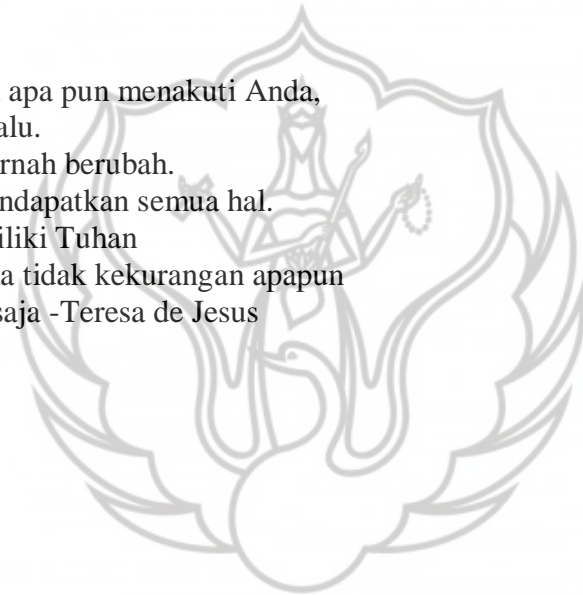 apa pun menakuti Anda,
alu.
rnah berubah.
ndapatkan semua hal.
iliki Tuhan
a tidak kekurangan apapun
saja -Teresa de Jesus